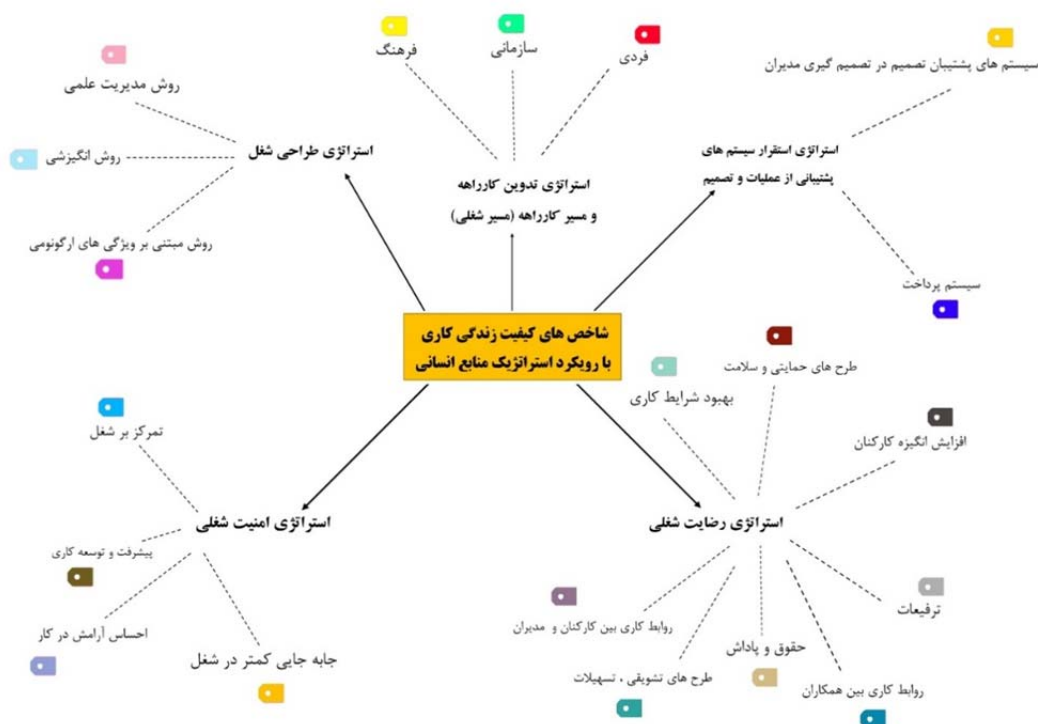 فردی
سازمانی
فرهنگ
سیستم های پشتیبان تصمیم در تصمیم گیری مدیران
روش مدیریت علمی
استراتژی استقرار سیستم های
پشتیبانی از عملیات و تصمیم
استراتژی تدوین کارراهه
و مسیر کارراهه (مسیر شغلی)
استراتژی طراحی شغل
روش انگیزشی
روش مبتنی بر ویژگی های ارگونومی
سیستم پرداخت
شاخص های کیفیت زندگی کاری
با رویکرد استراتژیک منابع انسانی
طرح های حمایتی و سلامت
بهبود شرایط کاری
افزایش انگیزه کارکنان
تمرکز بر شغل
استراتژی رضایت شغلی
استراتژی امنیت شغلی
پیشرفت و توسعه کاری
ترفیعات
روابط کاری بین کارکنان و مدیران
احساس آرامش در کار
حقوق و پاداش
جابه جایی کمتر در شغل
طرح های تشویقی ، تسهیلات
روابط کاری بین همکاران